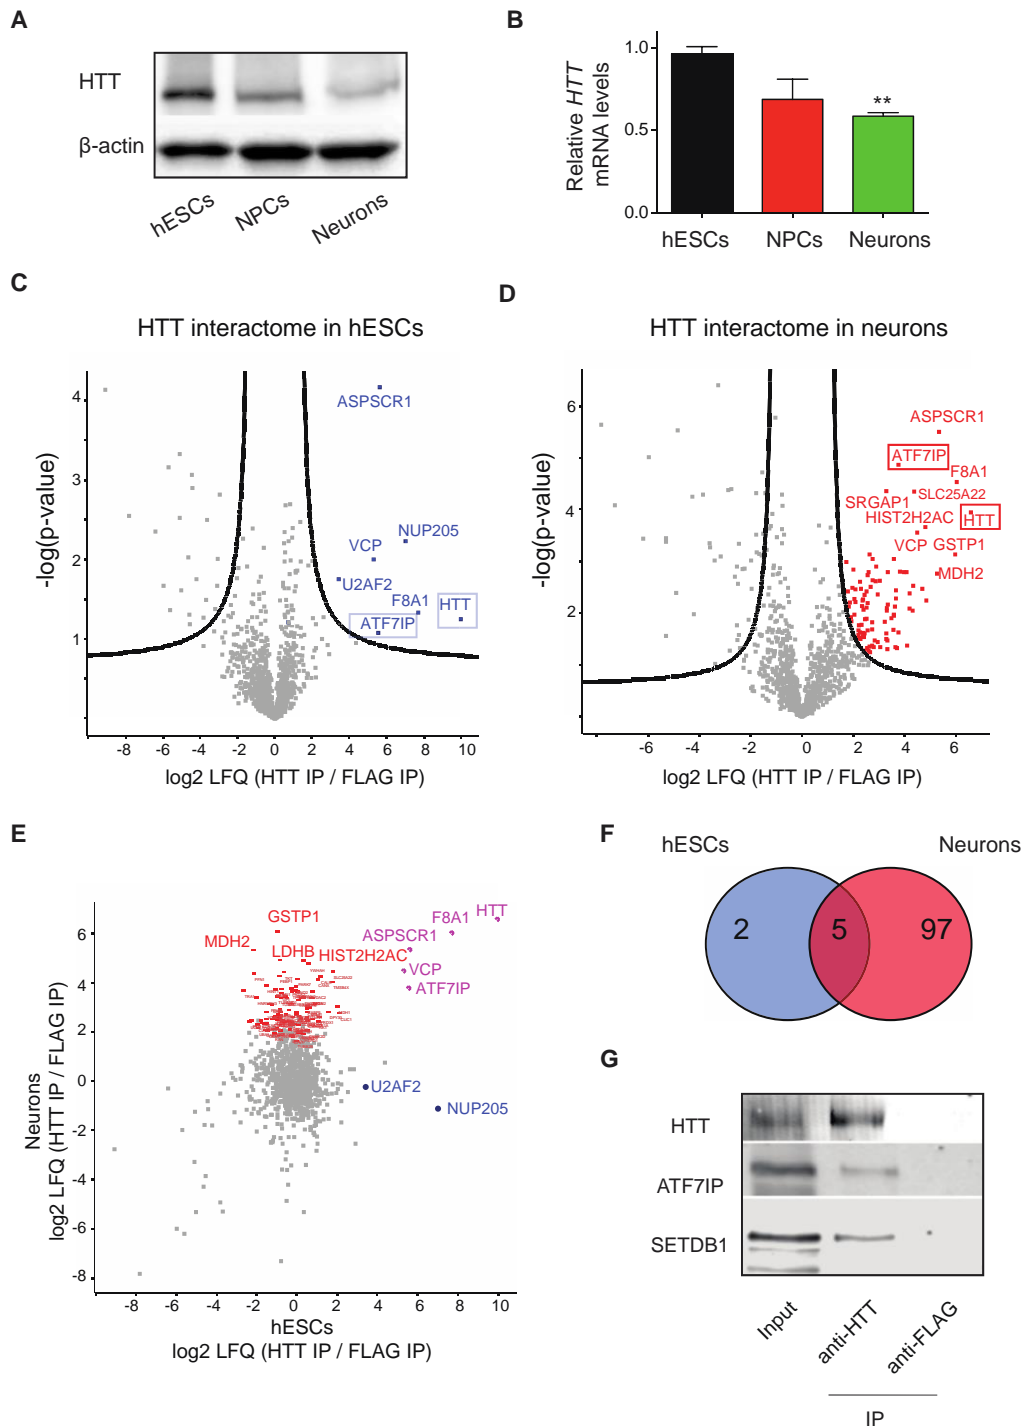 A
HTT
β-actin
hESCs
NPCs
Neurons
B
Relative HTT
mRNA levels
1.0
0.5
0.0
**
hESCs
NPCs
Neurons
C
HTT interactome in hESCs
-log(p-value)
4
3
2
1
ASPSCR1
NUP205
VCP
U2AF2
F8A1
HTT
ATF7IP
-8 -6 -4 -2 0 2 4 6 8 10
log2 LFQ (HTT IP / FLAG IP)
D
HTT interactome in neurons
-log(p-value)
6
4
2
ASPSCR1
ATF7IP
F8A1
SRGAP1
SLC25A22
HIST2H2AC
HTT
VCP
GSTP1
MDH2
-8 -6 -4 -2 0 2 4 6
log2 LFQ (HTT IP / FLAG IP)
E
Neurons
log2 LFQ (HTT IP / FLAG IP)
6
4
2
0
-2
-4
-6
-8
GSTP1
HTT
F8A1
MDH2
ASPSCR1
LDHB
HIST2H2AC
VCP
ATF7IP
U2AF2
NUP205
-8 -6 -4 -2 0 2 4 6 8 10
hESCs
log2 LFQ (HTT IP / FLAG IP)
F
hESCs
Neurons
2
5
97
G
HTT
ATF7IP
SETDB1
Input
anti-HTT
anti-FLAG
IP